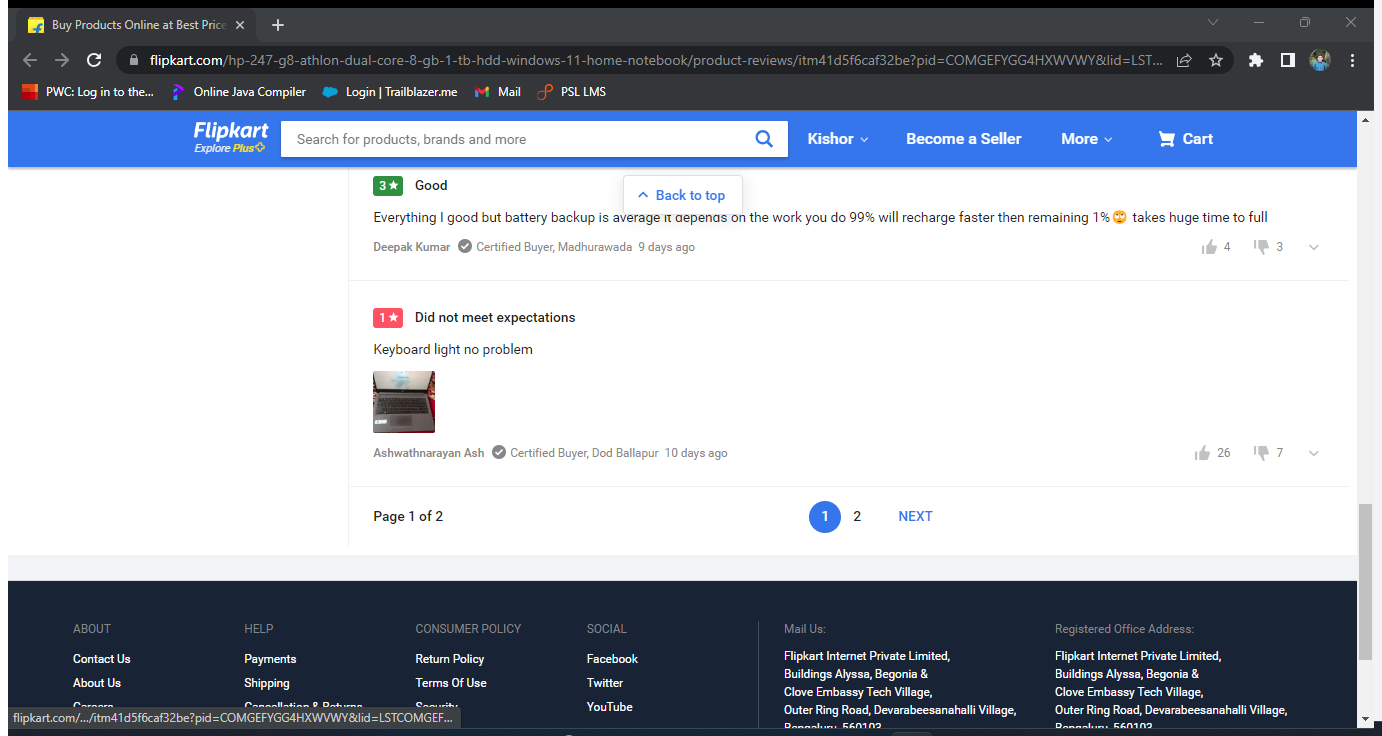 Buy Products Online at Best Price
flipkart.com/hp-247-g8-athlon-dual-core-8-gb-1-tb-hdd-windows-11-home-notebook/product-reviews/itm41d5f6caf32be?pid=COMGEFYGG4HXWVWY&lid=LST...
PWC: Log in to the... Online Java Compiler Login | Trailblazer.me Mail PSL LMS
Flipkart
Explore Plus
Search for products, brands and more
Kishor Become a Seller More Cart
3★ Good
Back to top
Everything I good but battery backup is average it depends on the work you do 99% will recharge faster then remaining 1%🙄 takes huge time to full
Deepak Kumar Certified Buyer, Madhurawada 9 days ago 4 3
1★ Did not meet expectations
Keyboard light no problem
Ashwathnarayan Ash Certified Buyer, Dod Ballapur 10 days ago 26 7
Page 1 of 2 1 2 NEXT
ABOUT HELP CONSUMER POLICY SOCIAL Mail Us: Registered Office Address:
Contact Us Payments Return Policy Facebook Flipkart Internet Private Limited, Flipkart Internet Private Limited,
About Us Shipping Terms Of Use Twitter Buildings Alyssa, Begonia & Buildings Alyssa, Begonia &
Careers Cancellation & Returns Security YouTube Clove Embassy Tech Village, Clove Embassy Tech Village,
Outer Ring Road, Devarabeesanahalli Village, Outer Ring Road, Devarabeesanahalli Village,
Bengaluru, 560103, Bengaluru, 560103,
flipkart.com/.../itm41d5f6caf32be?pid=COMGEFYGG4HXWVWY&lid=LSTCOMGEF...